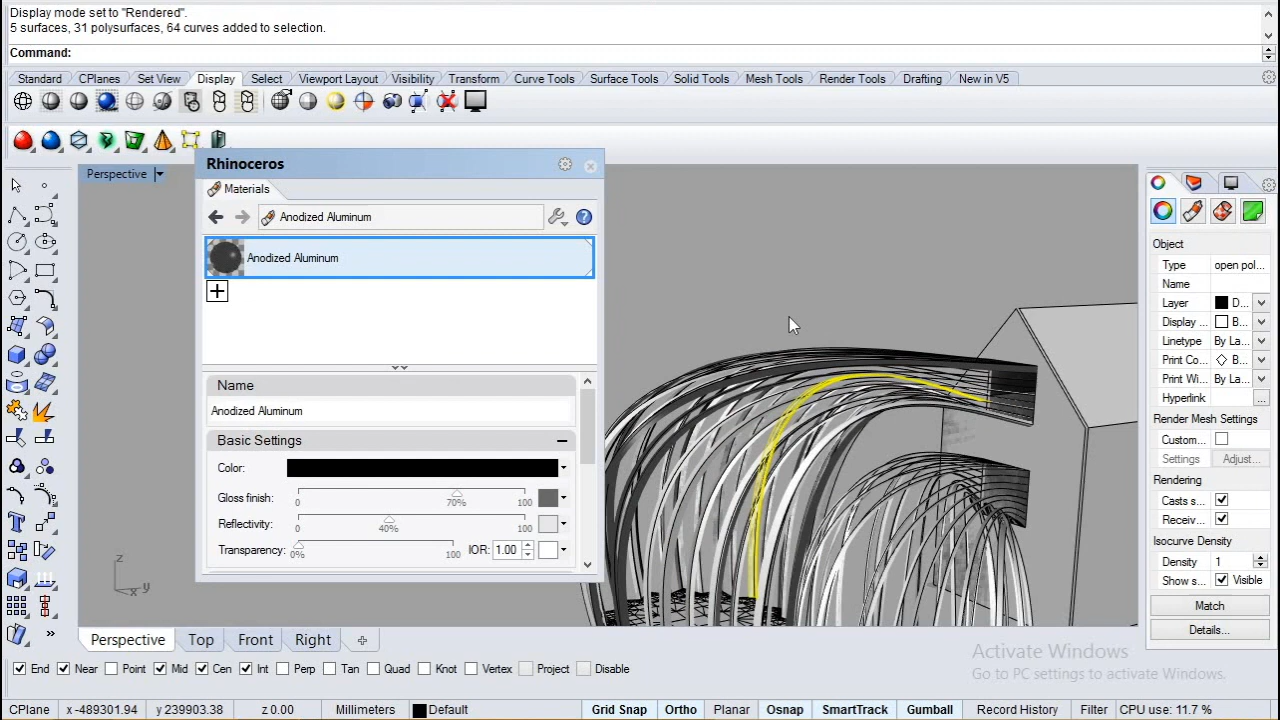 Display mode set to "Rendered".
5 surfaces, 31 polysurfaces, 64 curves added to selection.
Command:
Standard CPlanes Set View Display Select Viewport Layout Visibility Transform Curve Tools Surface Tools Solid Tools Mesh Tools Render Tools Drafting New in V5
Rhinoceros
Perspective
Materials
Anodized Aluminum
Anodized Aluminum
Name
Anodized Aluminum
Basic Settings
Color:
Gloss finish: 0 70% 100
Reflectivity: 0 40% 100
Transparency: 0% 100 IOR: 1.00
Object
Type open pol...
Name
Layer D...
Display B...
Linetype By La...
Print Co... B...
Print Wi... By La...
Hyperlink ...
Render Mesh Settings
Custom...
Settings Adjust...
Rendering
Casts s...
Receiv...
Isocurve Density
Density 1
Show s... Visible
Match
Details...
z
x y
Perspective Top Front Right
Activate Windows
Go to PC settings to activate Windows.
End Near Point Mid Cen Int Perp Tan Quad Knot Vertex Project Disable
CPlane x -489301.94 y 239903.38 z 0.00 Millimeters Default Grid Snap Ortho Planar Osnap SmartTrack Gumball Record History Filter CPU use: 11.7 %